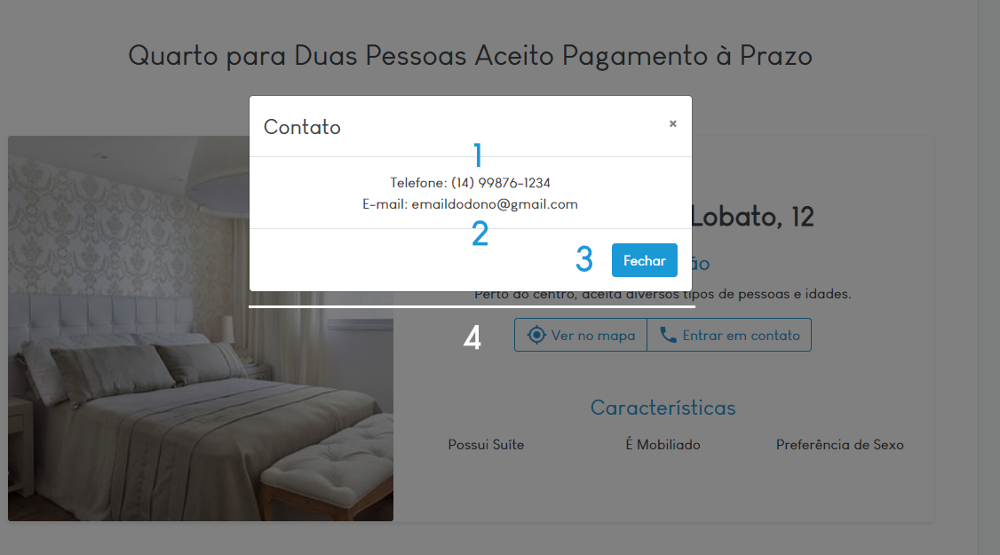 Quarto para Duas Pessoas Aceito Pagamento à Prazo
Contato
×
1
Telefone: (14) 99876-1234
E-mail: emaildodono@gmail.com
2
3
Fechar
Lobato, 12
ão
Perto do centro, aceita diversos tipos de pessoas e idades.
4
Ver no mapa
Entrar em contato
Características
Possui Suíte
É Mobiliado
Preferência de Sexo